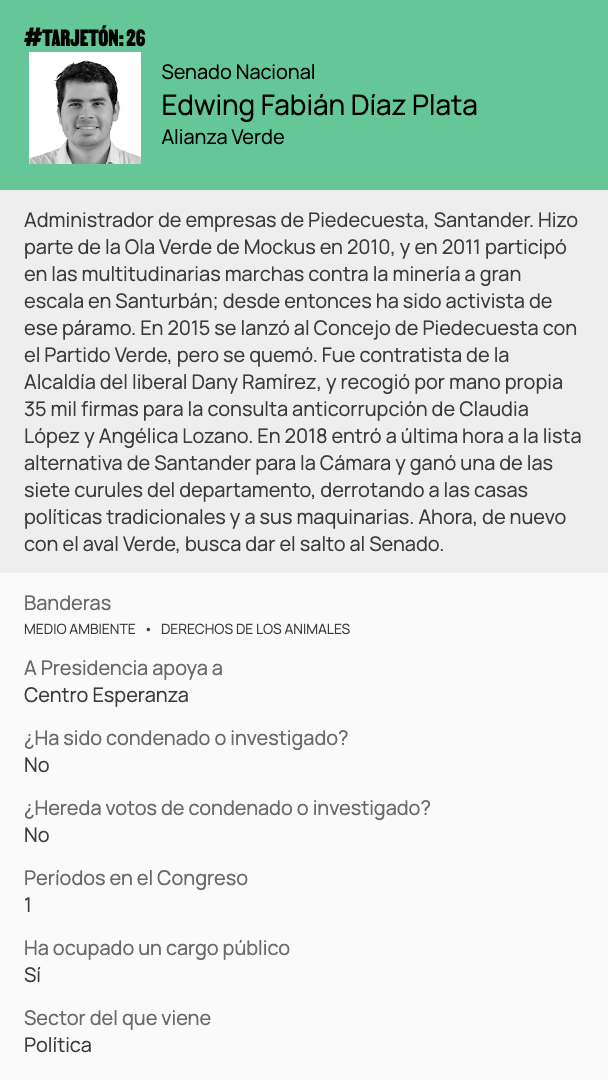 #TARJETÓN: 26
Senado Nacional
Edwing Fabián Díaz Plata
Alianza Verde
Administrador de empresas de Piedecuesta, Santander. Hizo
parte de la Ola Verde de Mockus en 2010, y en 2011 participó
en las multitudinarias marchas contra la minería a gran
escala en Santurbán; desde entonces ha sido activista de
ese páramo. En 2015 se lanzó al Concejo de Piedecuesta con
el Partido Verde, pero se quemó. Fue contratista de la
Alcaldía del liberal Dany Ramírez, y recogió por mano propia
35 mil firmas para la consulta anticorrupción de Claudia
López y Angélica Lozano. En 2018 entró a última hora a la lista
alternativa de Santander para la Cámara y ganó una de las
siete curules del departamento, derrotando a las casas
políticas tradicionales y a sus maquinarias. Ahora, de nuevo
con el aval Verde, busca dar el salto al Senado.
Banderas
MEDIO AMBIENTE • DERECHOS DE LOS ANIMALES
A Presidencia apoya a
Centro Esperanza
¿Ha sido condenado o investigado?
No
¿Hereda votos de condenado o investigado?
No
Períodos en el Congreso
1
Ha ocupado un cargo público
Sí
Sector del que viene
Política